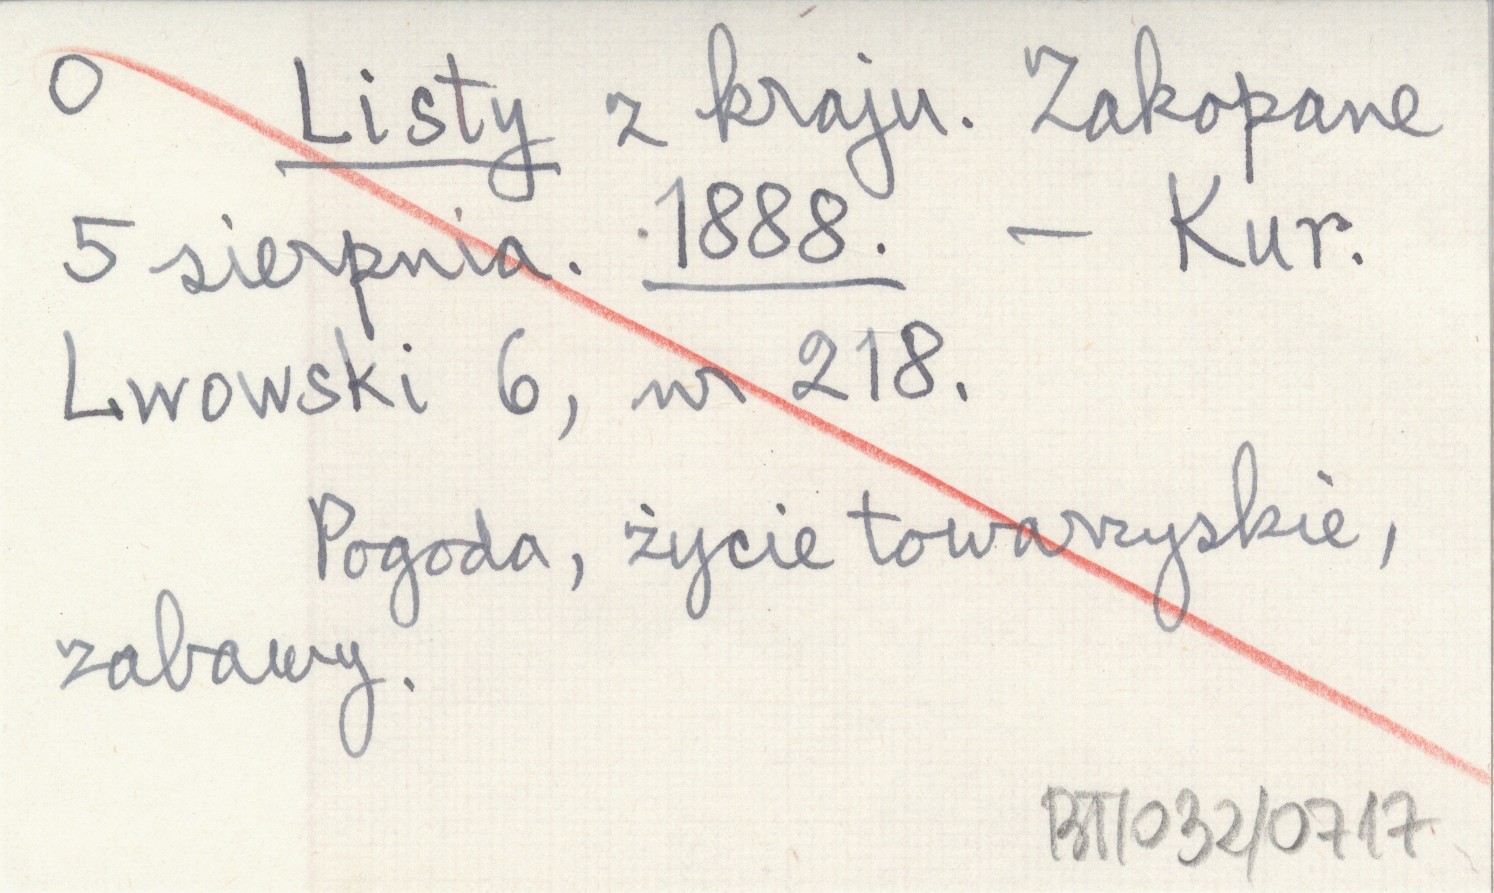 O Listy z kraju. Zakopane
5 sierpnia. 1888. — Kur.
Lwowski 6, nr 218.
Pogoda, życie towarzyskie,
zabawy.
BT/032/0717